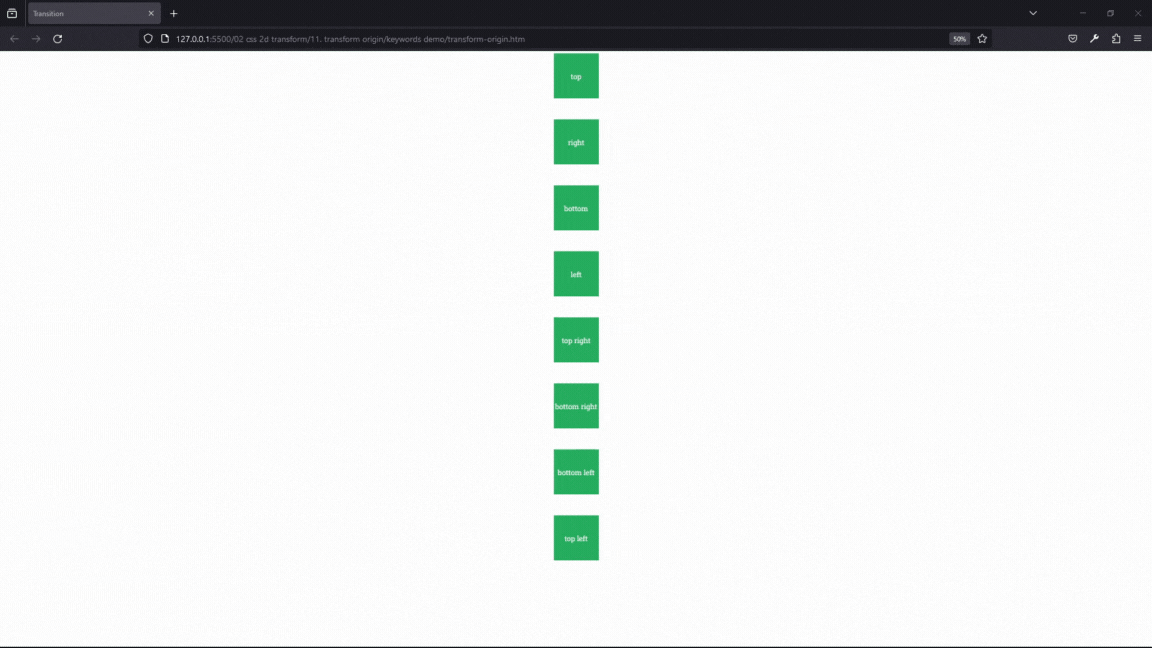 Transition
127.0.0.1:5500/02 css 2d transform/11. transform origin/keywords demo/transform-origin.htm
50%
top
right
bottom
left
top right
bottom right
bottom left
top left